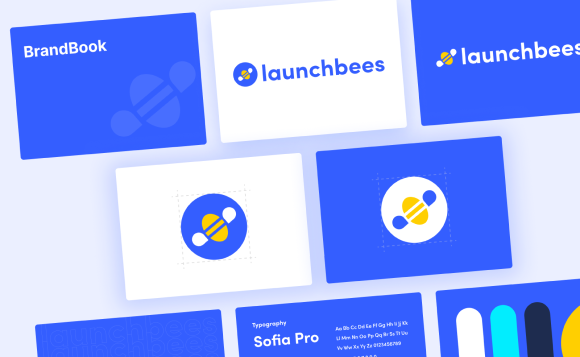 BrandBook
launchbees
launchbees
Typography
Sofia Pro
Aa Bb Cc Dd Ee Ff Gg Hh Ii Jj Kk
Ll Mm Nn Oo Pp Qq Rr Ss Tt Uu
Vv Ww Xx Yy Zz 0123456789